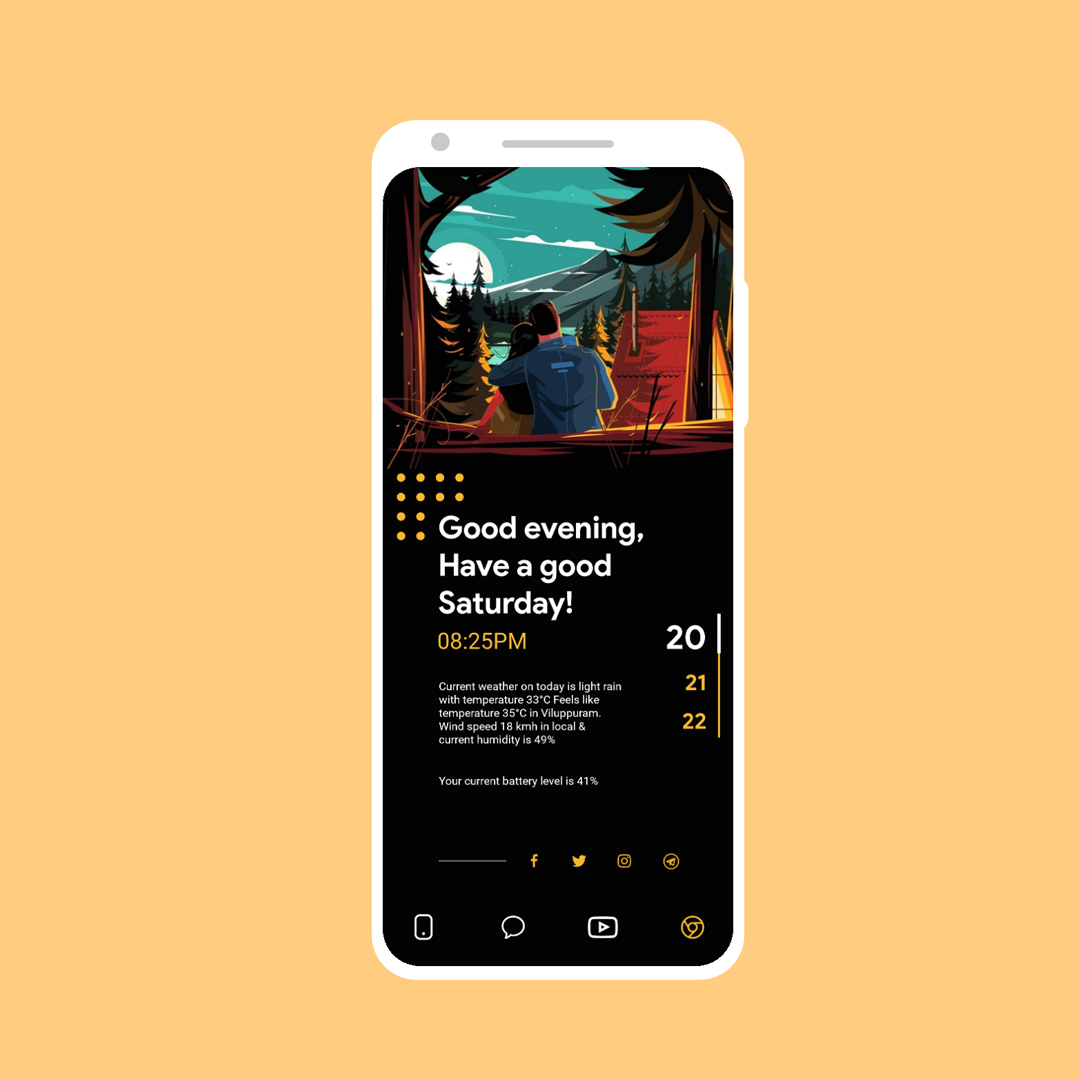 Good evening,
Have a good
Saturday!
08:25PM
20
21
22
Current weather on today is light rain
with temperature 33°C Feels like
temperature 35°C in Viluppuram.
Wind speed 18 kmh in local &
current humidity is 49%
Your current battery level is 41%